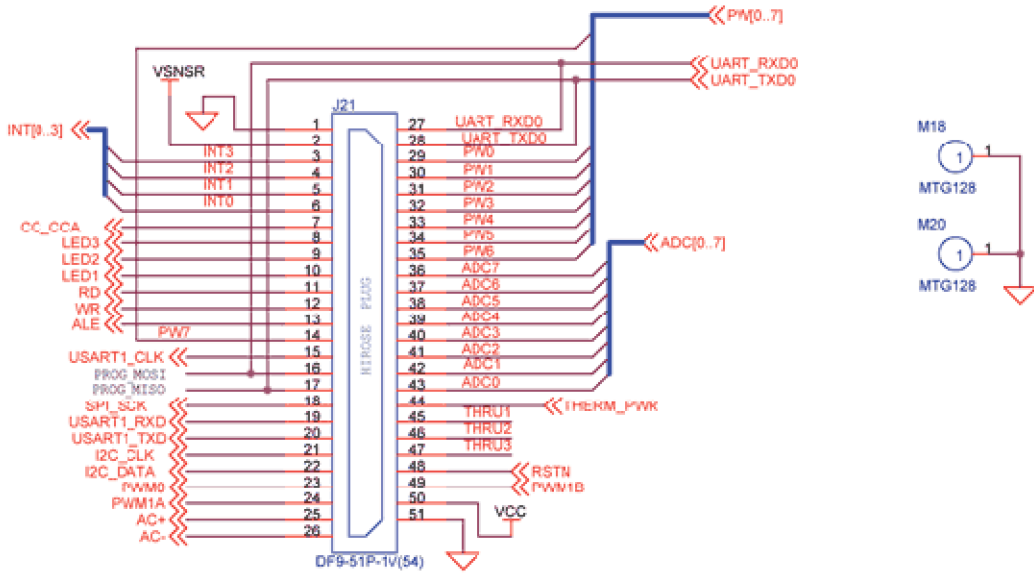 PW[0..7]
UART_RXD0
UART_TXD0
VSNSR
J21
INT[0..3]
1 27 UART_RXD0
2 28 UART_TXD0
INT3 3 29 PW0
INT2 4 30 PW1
INT1 5 31 PW2
INT0 6 32 PW3
CC_CCA 7 33 PW4
LED3 8 34 PW5
LED2 9 35 PW6
LED1 10 36 ADC7
RD 11 37 ADC6
WR 12 38 ADC5
ALE 13 39 ADC4
PW7 14 40 ADC3
USART1_CLK 15 41 ADC2
PROG_MOSI 16 42 ADC1
PROG_MISO 17 43 ADC0
SPI_SCK 18 44 THERM_PWR
USART1_RXD 19 45 THRU1
USART1_TXD 20 46 THRU2
I2C_CLK 21 47 THRU3
I2C_DATA 22 48 RSTN
PWM0 23 49 PWM1B
PWM1A 24 50 VCC
AC+ 25 51
AC- 26
HIROSE PLUG
DF9-51P-1V(54)
ADC[0..7]
M18
1 1
MTG128
M20
1 1
MTG128